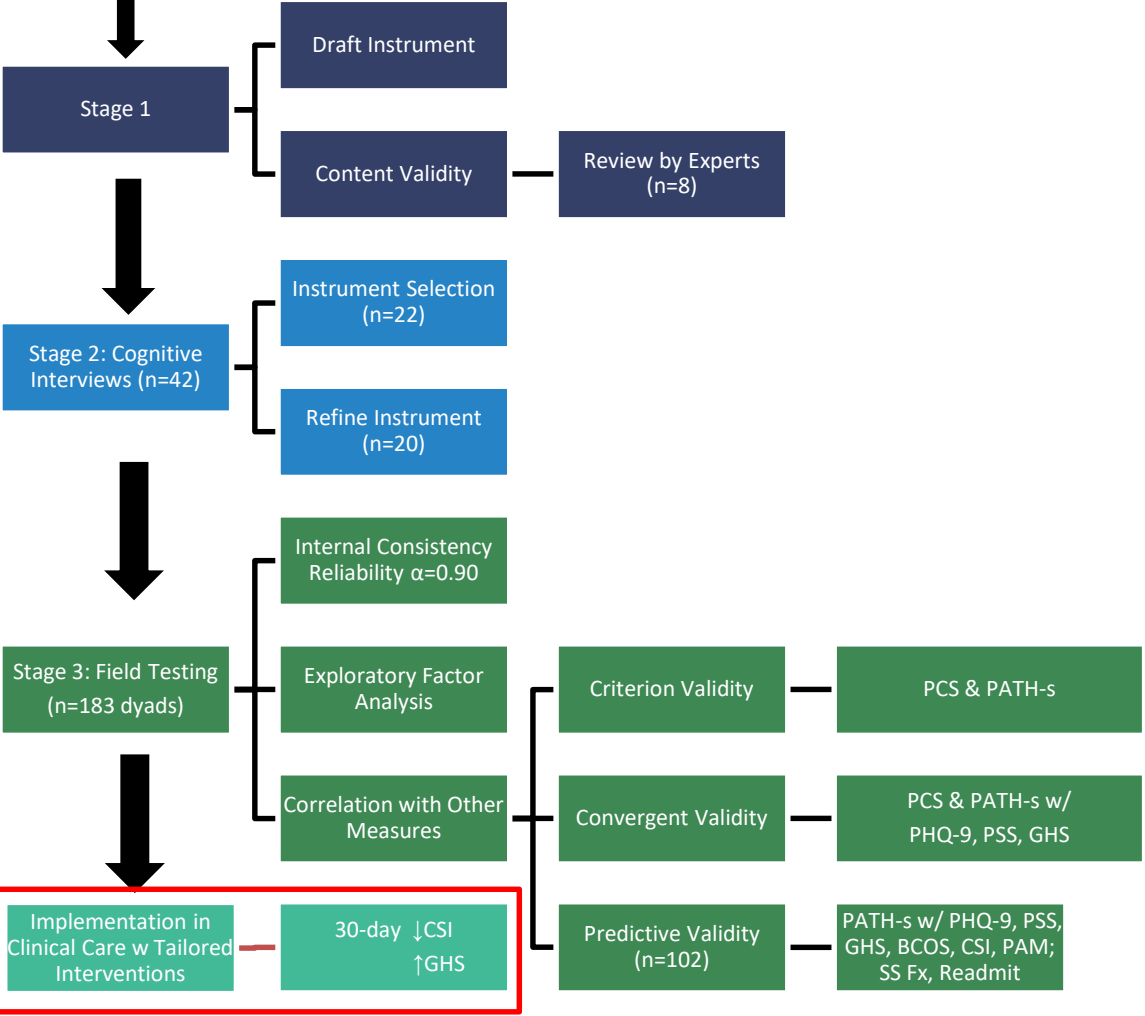 Stage 1
Draft Instrument
Content Validity
Review by Experts
(n=8)
Stage 2: Cognitive
Interviews (n=42)
Instrument Selection
(n=22)
Refine Instrument
(n=20)
Stage 3: Field Testing
(n=183 dyads)
Internal Consistency
Reliability α=0.90
Exploratory Factor
Analysis
Correlation with Other
Measures
Criterion Validity
PCS & PATH-s
Convergent Validity
PCS & PATH-s w/
PHQ-9, PSS, GHS
Predictive Validity
(n=102)
PATH-s w/ PHQ-9, PSS,
GHS, BCOS, CSI, PAM;
SS Fx, Readmit
Implementation in
Clinical Care w Tailored
Interventions
30-day ↓CSI
↑GHS